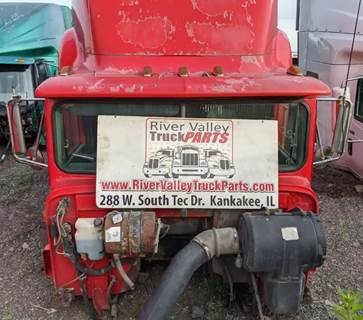 River Valley
TruckPARTS
www.RiverValleyTruckParts.com
288 W. South Tec Dr. Kankakee, IL